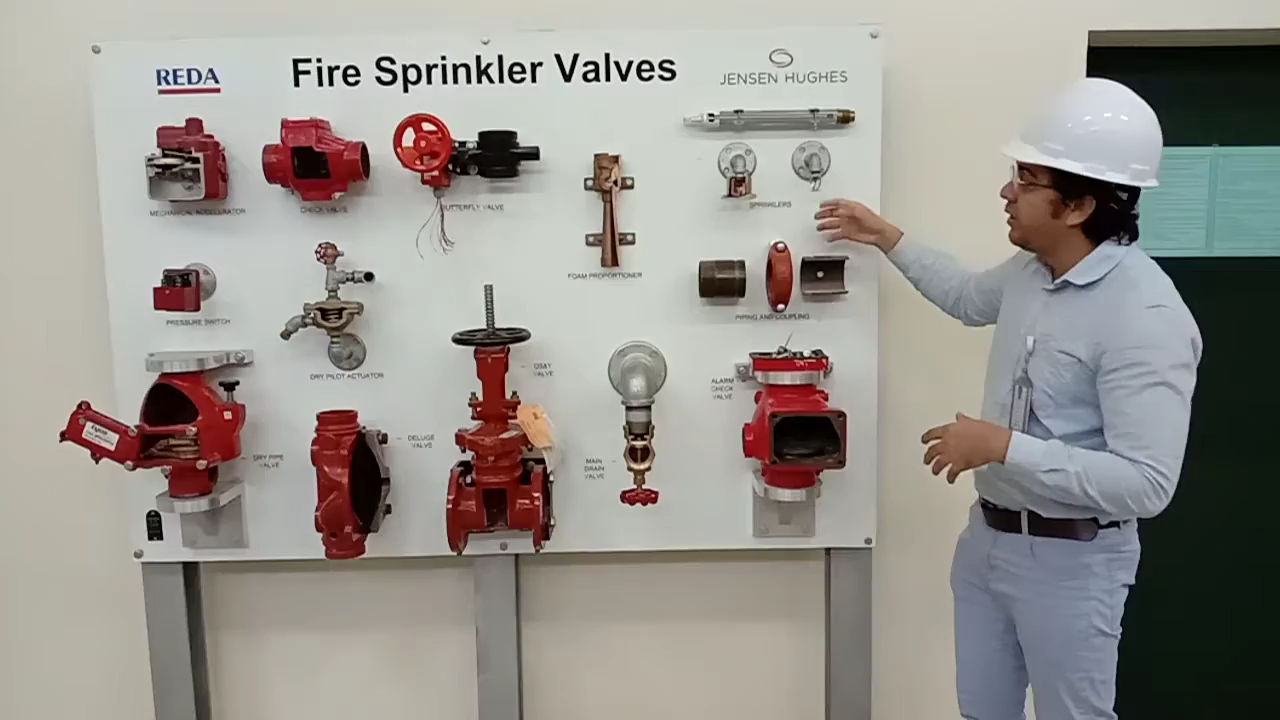 REDA
Fire Sprinkler Valves
JENSEN HUGHES
MECHANICAL ACCELERATOR
CHECK VALVE
BUTTERFLY VALVE
SPRINKLERS
FOAM PROPORTIONER
PRESSURE SWITCH
DRY PILOT ACTUATOR
PIPING AND COUPLING
OS&Y
VALVE
ALARM
CHECK
VALVE
DELUGE
VALVE
DRY PIPE
VALVE
MAIN
DRAIN
VALVE